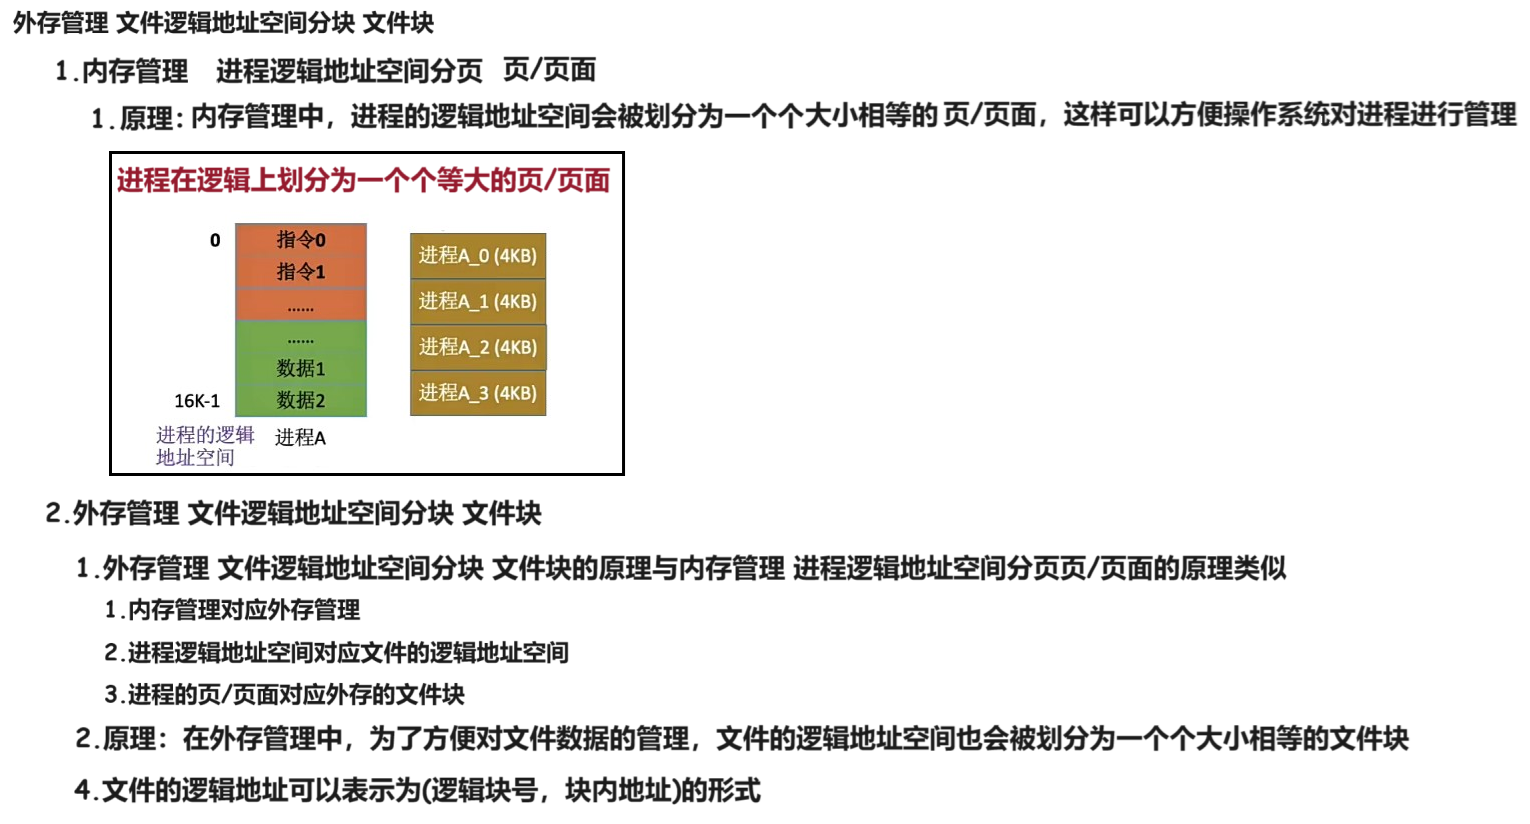 外存管理 文件逻辑地址空间分块 文件块
1.内存管理 进程逻辑地址空间分页 页/页面
1.原理：内存管理中，进程的逻辑地址空间会被划分为一个个大小相等的 页/页面，这样可以方便操作系统对进程进行管理
进程在逻辑上划分为一个个等大的页/页面
0
指令0
指令1
......
......
数据1
16K-1
数据2
进程的逻辑
地址空间
进程A
进程A_0 (4KB)
进程A_1 (4KB)
进程A_2 (4KB)
进程A_3 (4KB)
2.外存管理 文件逻辑地址空间分块 文件块
1.外存管理 文件逻辑地址空间分块 文件块的原理与内存管理 进程逻辑地址空间分页页/页面的原理类似
1.内存管理对应外存管理
2.进程逻辑地址空间对应文件的逻辑地址空间
3.进程的页/页面对应外存的文件块
2.原理：在外存管理中，为了方便对文件数据的管理，文件的逻辑地址空间也会被划分为一个个大小相等的文件块
4.文件的逻辑地址可以表示为(逻辑块号，块内地址)的形式